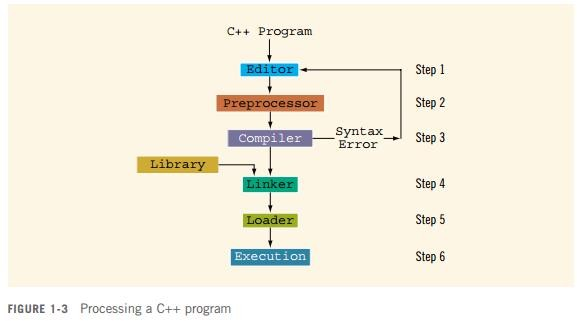 C++ Program
Editor
Step 1
Preprocessor
Step 2
Compiler
Syntax
Error
Step 3
Library
Linker
Step 4
Loader
Step 5
Execution
Step 6
FIGURE 1-3 Processing a C++ program